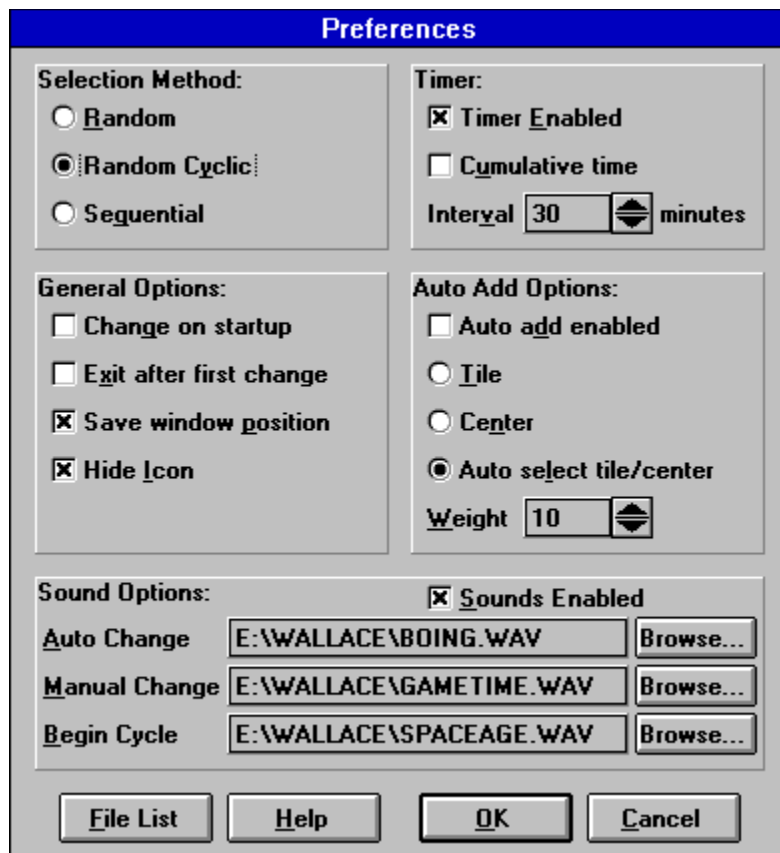 Preferences
Selection Method:
Random
Random Cyclic
Sequential
Timer:
Timer Enabled
Cumulative time
Interval 30 minutes
General Options:
Change on startup
Exit after first change
Save window position
Hide Icon
Auto Add Options:
Auto add enabled
Tile
Center
Auto select tile/center
Weight 10
Sound Options:
Sounds Enabled
Auto Change E:\WALLACE\BOING.WAV Browse...
Manual Change E:\WALLACE\GAMETIME.WAV Browse...
Begin Cycle E:\WALLACE\SPACEAGE.WAV Browse...
File List Help OK Cancel